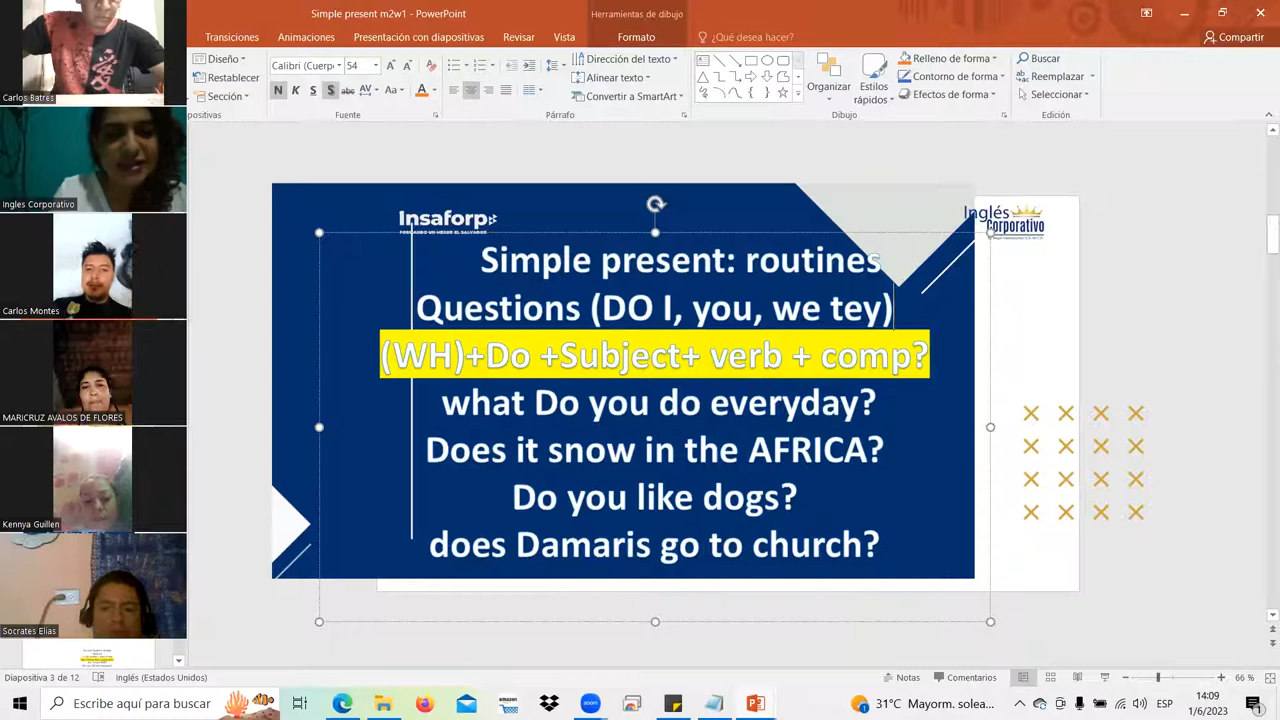 Simple present m2w1 - PowerPoint
Herramientas de dibujo
Transiciones
Animaciones
Presentación con diapositivas
Revisar
Vista
Formato
¿Qué desea hacer?
Compartir
Diseño
Restablecer
Sección
Calibri (Cuerp
54
N K S S abc AV Aa A
Dirección del texto
Alinear texto
Convertir a SmartArt
Organizar
Estilos
rápidos
Relleno de forma
Contorno de forma
Efectos de forma
Buscar
Reemplazar
Seleccionar
positivas
Fuente
Párrafo
Dibujo
Edición
Carlos Batres
Ingles Corporativo
Carlos Montes
MARICRUZ AVALOS DE FLORES
Kennya Guillen
Socrates Elias
Insaforp
Inglés
Corporativo
Simple present: routines
Questions (DO I, you, we tey)
(WH)+Do +Subject+ verb + comp?
what Do you do everyday?
Does it snow in the AFRICA?
Do you like dogs?
does Damaris go to church?
Diapositiva 3 de 12
Inglés (Estados Unidos)
Notas
Comentarios
66 %
Escribe aquí para buscar
amazon
zoom
31°C Mayorm. solea...
ESP
14:09
1/6/2023